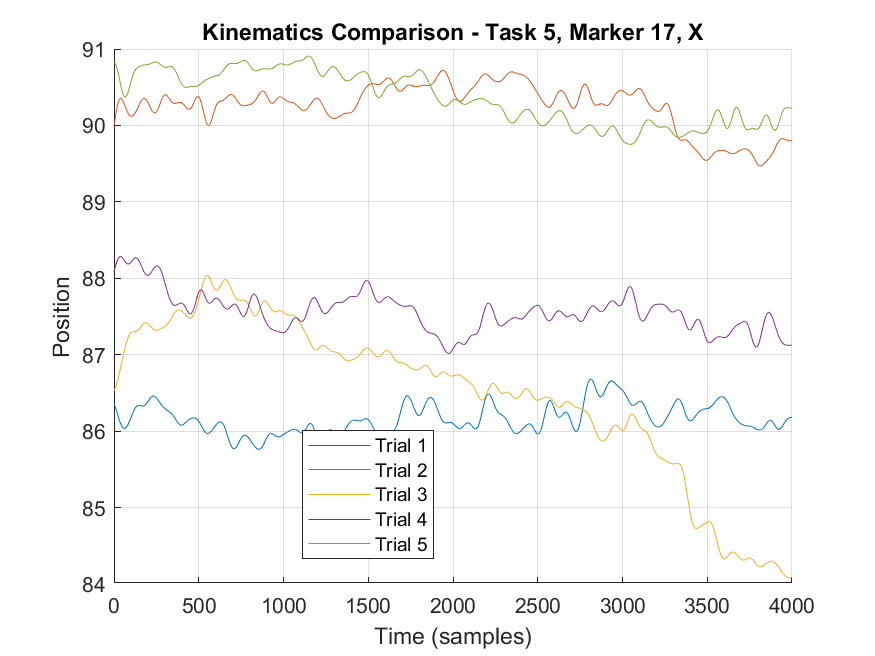 Kinematics Comparison - Task 5, Marker 17, X
91
90
89
88
87
86
85
84
Position
Trial 1
Trial 2
Trial 3
Trial 4
Trial 5
0 500 1000 1500 2000 2500 3000 3500 4000
Time (samples)